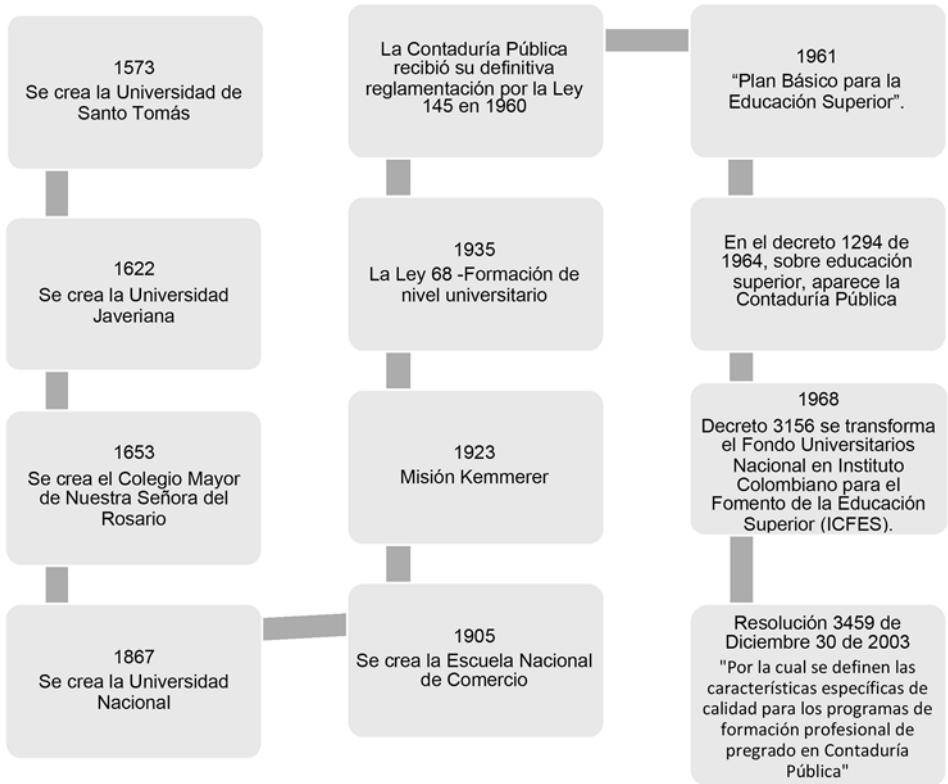 1573
Se crea la Universidad de
Santo Tomás
1622
Se crea la Universidad
Javeriana
1653
Se crea el Colegio Mayor
de Nuestra Señora del
Rosario
1867
Se crea la Universidad
Nacional
1905
Se crea la Escuela Nacional
de Comercio
1923
Misión Kemmerer
1935
La Ley 68 -Formación de
nivel universitario
La Contaduría Pública
recibió su definitiva
reglamentación por la Ley
145 en 1960
1961
“Plan Básico para la
Educación Superior”.
En el decreto 1294 de
1964, sobre educación
superior, aparece la
Contaduría Pública
1968
Decreto 3156 se transforma
el Fondo Universitarios
Nacional en Instituto
Colombiano para el
Fomento de la Educación
Superior (ICFES).
Resolución 3459 de
Diciembre 30 de 2003
"Por la cual se definen las
características específicas de
calidad para los programas de
formación profesional de
pregrado en Contaduría
Pública"